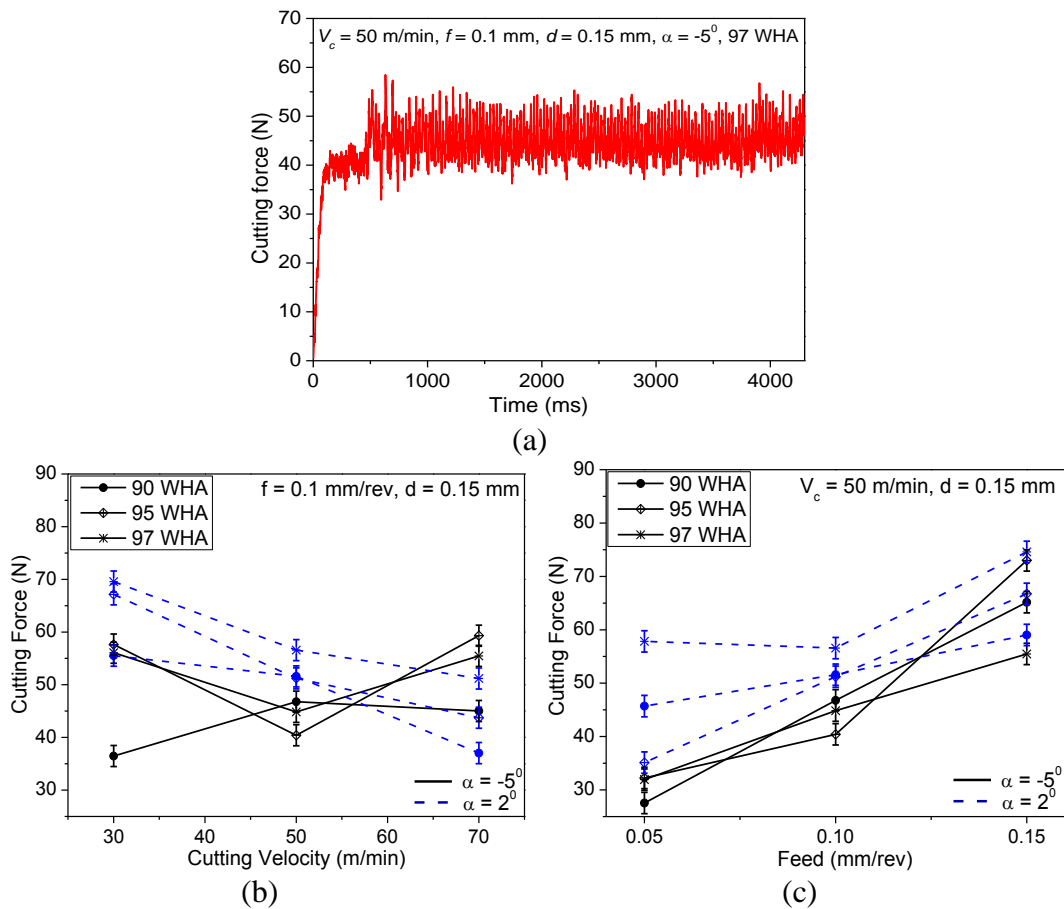 70
60
50
40
30
20
10
0
Cutting force (N)
V_c = 50 m/min, f = 0.1 mm, d = 0.15 mm, α = -5⁰, 97 WHA
0 1000 2000 3000 4000
Time (ms)
(a)
90
80
70
60
50
40
30
Cutting Force (N)
90 WHA
95 WHA
97 WHA
f = 0.1 mm/rev, d = 0.15 mm
α = -5⁰
α = 2⁰
30 40 50 60 70
Cutting Velocity (m/min)
(b)
90
80
70
60
50
40
30
Cutting Force (N)
90 WHA
95 WHA
97 WHA
V_c = 50 m/min, d = 0.15 mm
α = -5⁰
α = 2⁰
0.05 0.10 0.15
Feed (mm/rev)
(c)